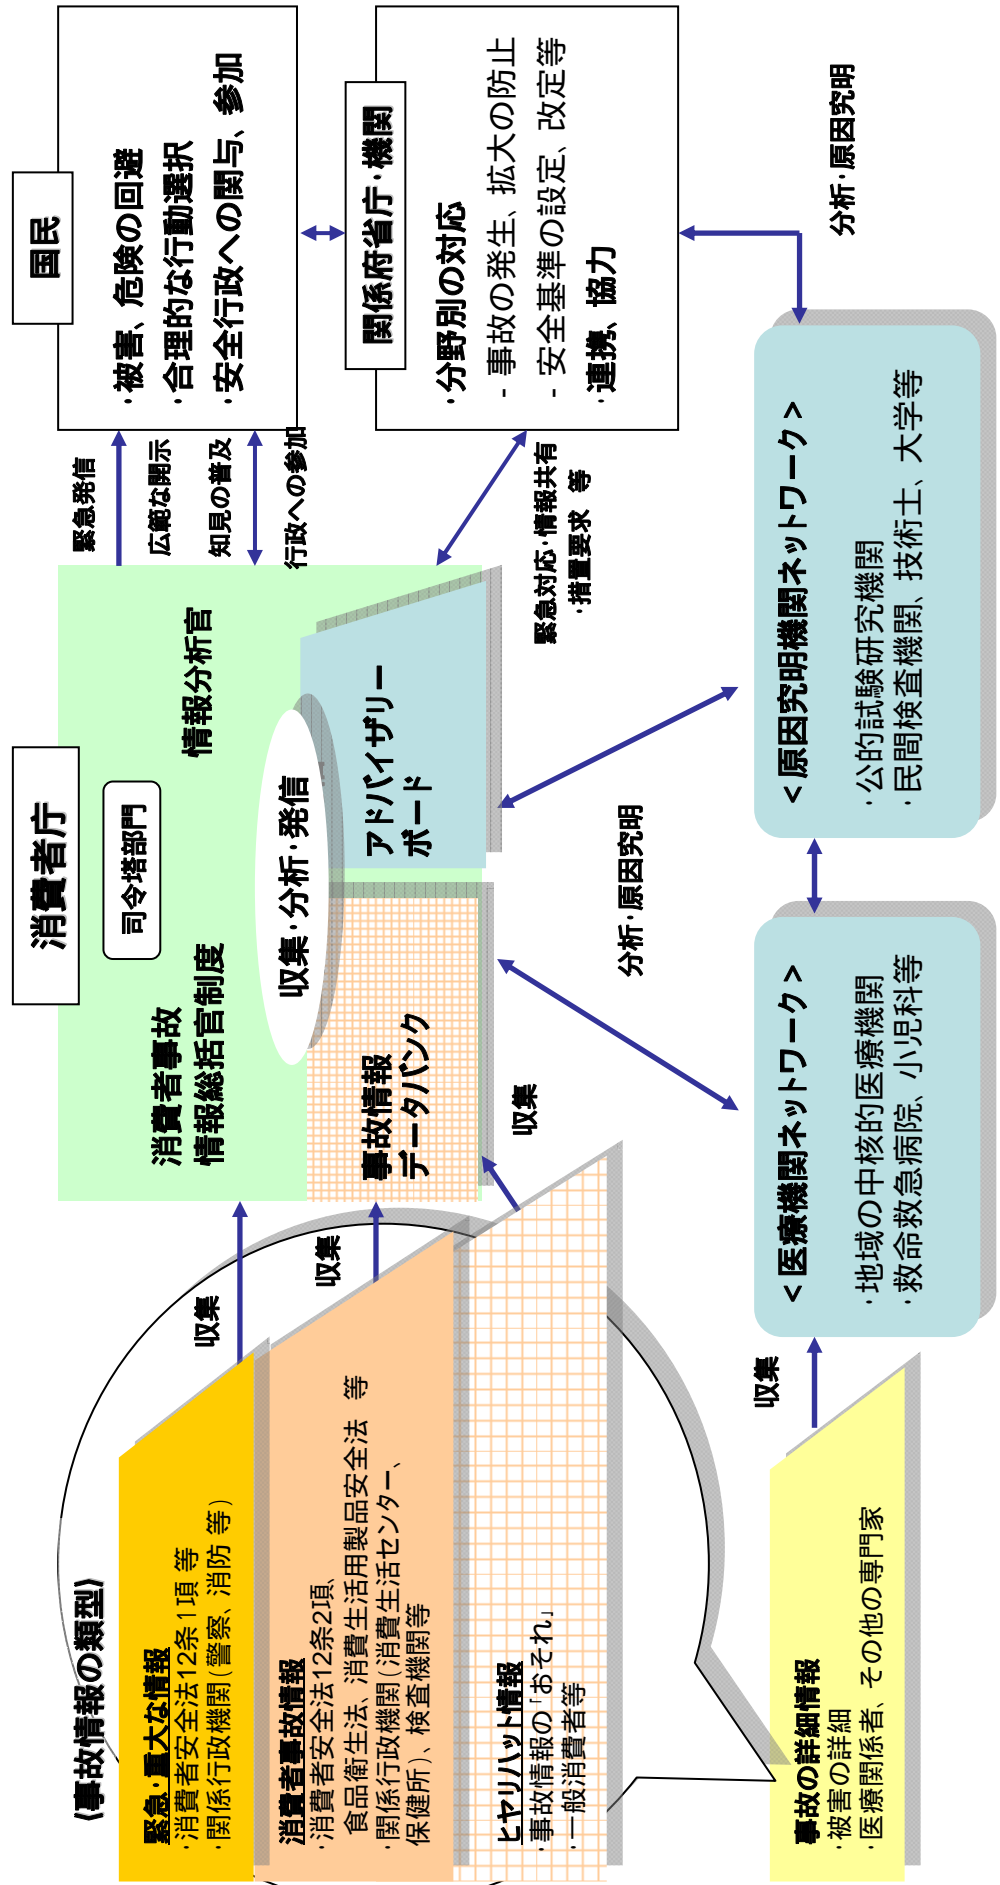 《事故情報の類型》
緊急・重大な情報
・消費者安全法12条1項 等
・関係行政機関(警察、消防 等)
消費者事故情報
・消費者安全法12条2項、
食品衛生法、消費生活用製品安全法 等
・関係行政機関(消費生活センター、
保健所)、検査機関等
ヒヤリハット情報
・事故情報の「おそれ」
・一般消費者等
事故の詳細情報
・被害の詳細
・医療関係者、その他の専門家
収集
収集
収集
収集
消費者庁
司令塔部門
消費者事故
情報総括官制度
情報分析官
収集・分析・発信
事故情報
データバンク
アドバイザリー
ボード
分析・原因究明
<医療機関ネットワーク>
・地域の中核的医療機関
・救命救急病院、小児科等
<原因究明機関ネットワーク>
・公的試験研究機関
・民間検査機関、技術士、大学等
緊急発信
広範な開示
知見の普及
行政への参加
緊急対応・情報共有
・措置要求 等
国民
・被害、危険の回避
・合理的な行動選択
・安全行政への関与、参加
関係府省庁・機関
・分野別の対応
- 事故の発生、拡大の防止
- 安全基準の設定、改定等
・連携、協力
分析・原因究明